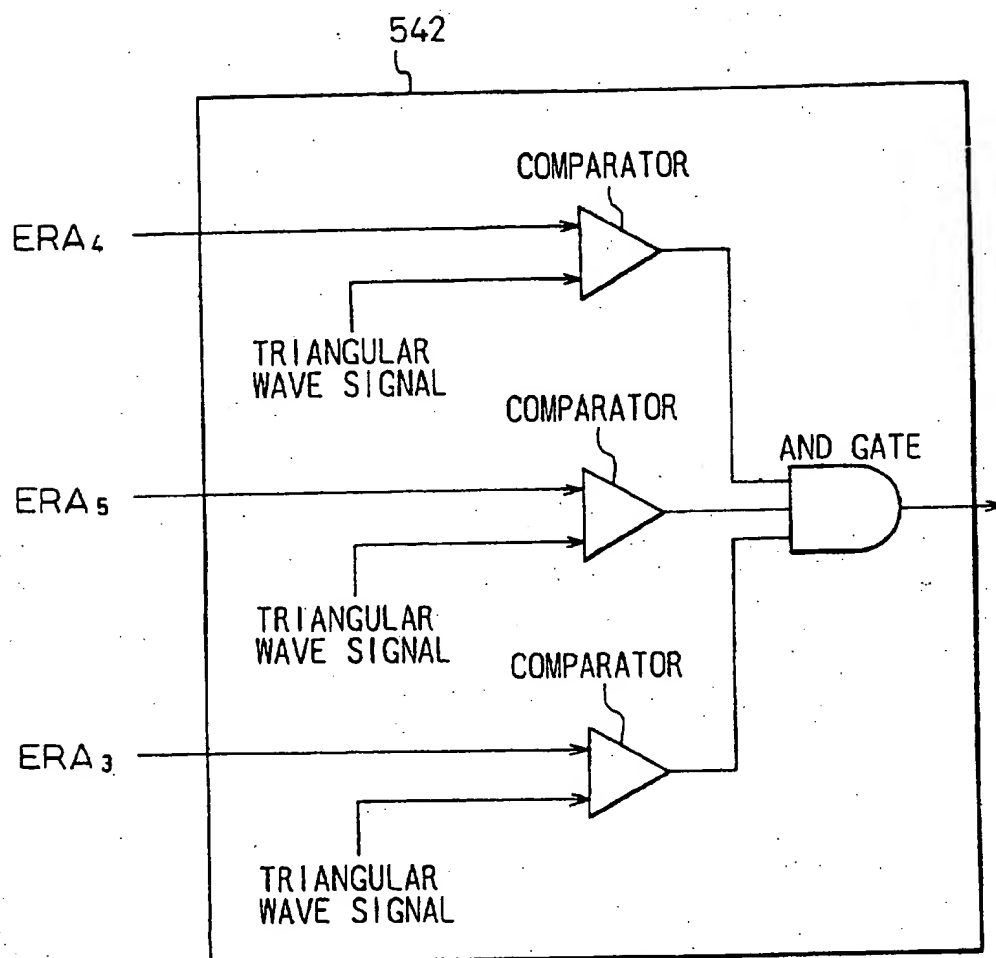 542
COMPARATOR
ERA4
TRIANGULAR
WAVE SIGNAL
COMPARATOR
AND GATE
ERA5
TRIANGULAR
WAVE SIGNAL
COMPARATOR
ERA3
TRIANGULAR
WAVE SIGNAL